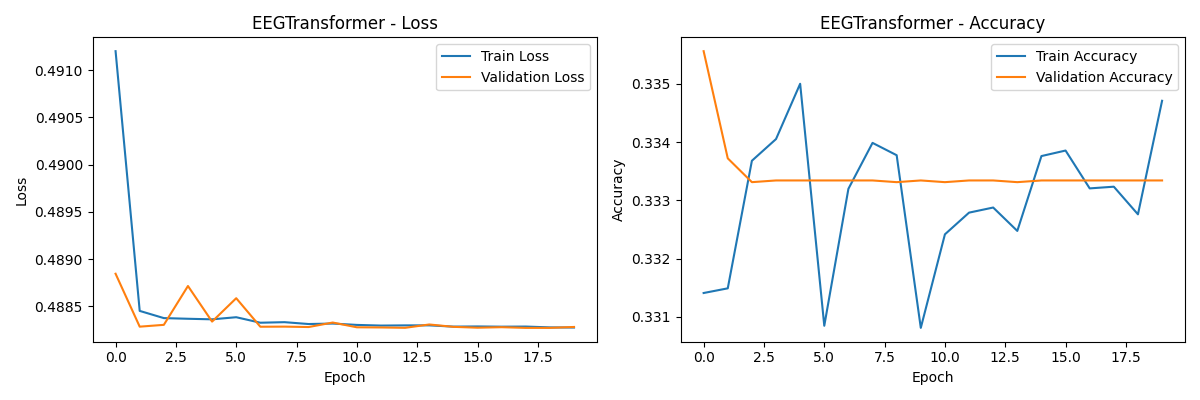 EEGTransformer - Loss
Train Loss
Validation Loss
0.4910
0.4905
0.4900
0.4895
0.4890
0.4885
Loss
0.0 2.5 5.0 7.5 10.0 12.5 15.0 17.5
Epoch
EEGTransformer - Accuracy
Train Accuracy
Validation Accuracy
0.335
0.334
0.333
0.332
0.331
Accuracy
0.0 2.5 5.0 7.5 10.0 12.5 15.0 17.5
Epoch